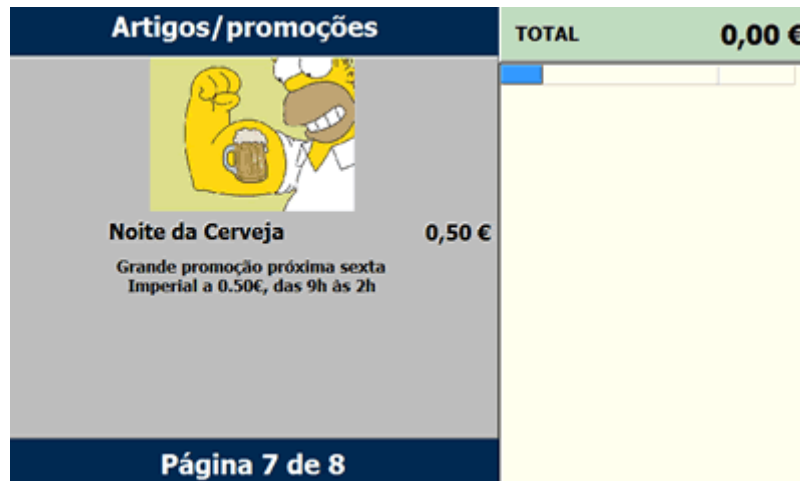 Artigos/promoções
TOTAL 0,00 €
Noite da Cerveja 0,50 €
Grande promoção próxima sexta
Imperial a 0.50€, das 9h às 2h
Página 7 de 8